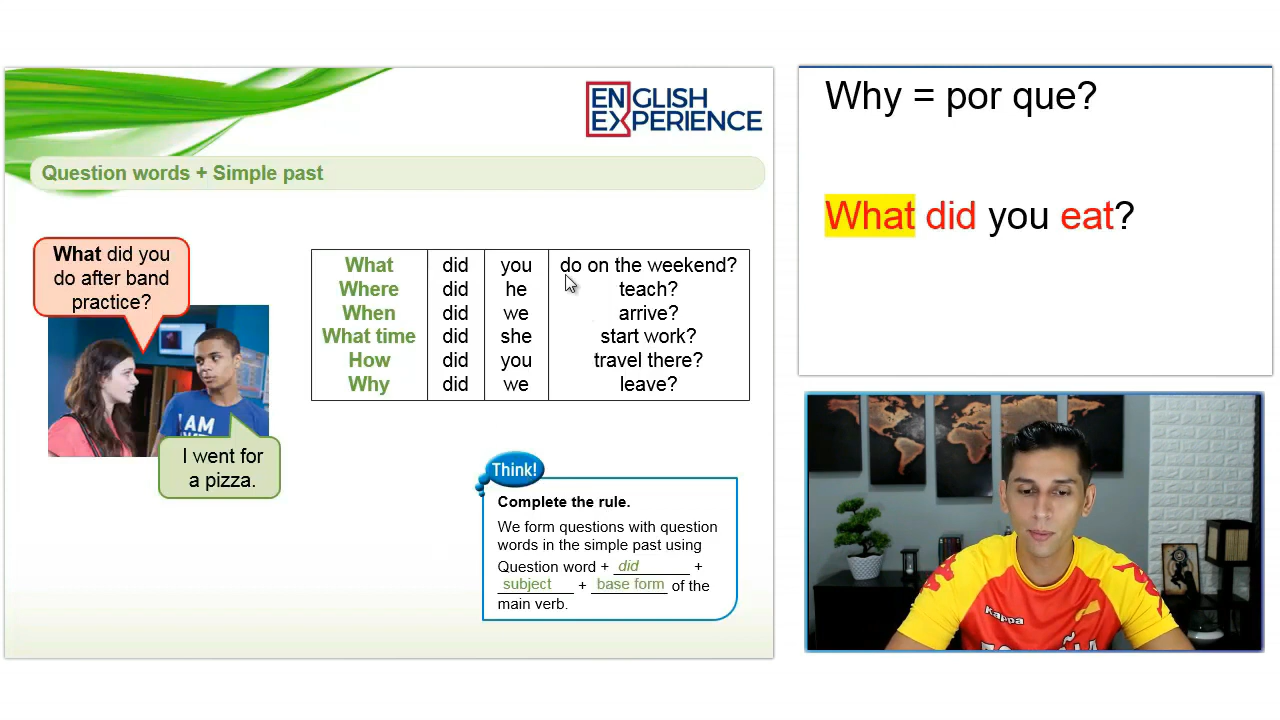 ENGLISH
EXPERIENCE
Question words + Simple past
What did you
do after band
practice?
I AM
I went for
a pizza.
What did you do on the weekend?
Where did he teach?
When did we arrive?
What time did she start work?
How did you travel there?
Why did we leave?
Think!
Complete the rule.
We form questions with question
words in the simple past using
Question word + did +
subject + base form of the
main verb.
Why = por que?
What did you eat?
Kappa